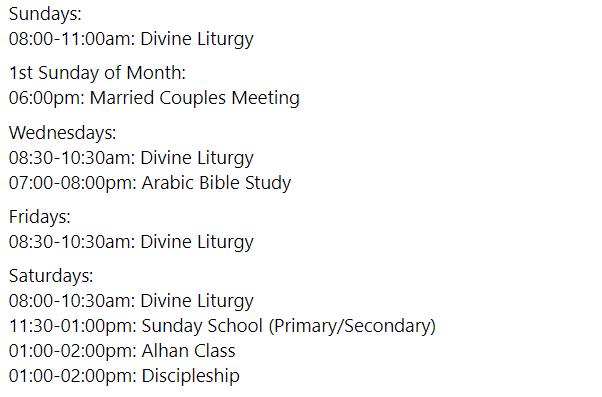 Sundays:
08:00-11:00am: Divine Liturgy
1st Sunday of Month:
06:00pm: Married Couples Meeting
Wednesdays:
08:30-10:30am: Divine Liturgy
07:00-08:00pm: Arabic Bible Study
Fridays:
08:30-10:30am: Divine Liturgy
Saturdays:
08:00-10:30am: Divine Liturgy
11:30-01:00pm: Sunday School (Primary/Secondary)
01:00-02:00pm: Alhan Class
01:00-02:00pm: Discipleship